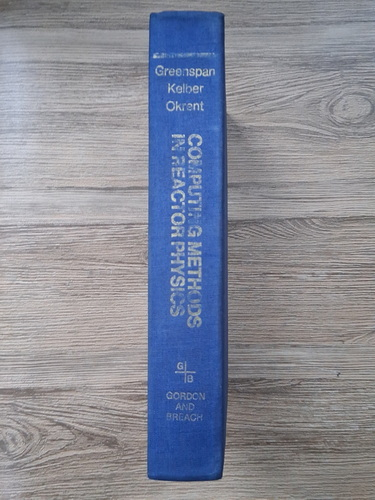 Greenspan
Kelber
Okrent
COMPUTING METHODS
IN REACTOR PHYSICS
G
B
GORDON
AND
BREACH